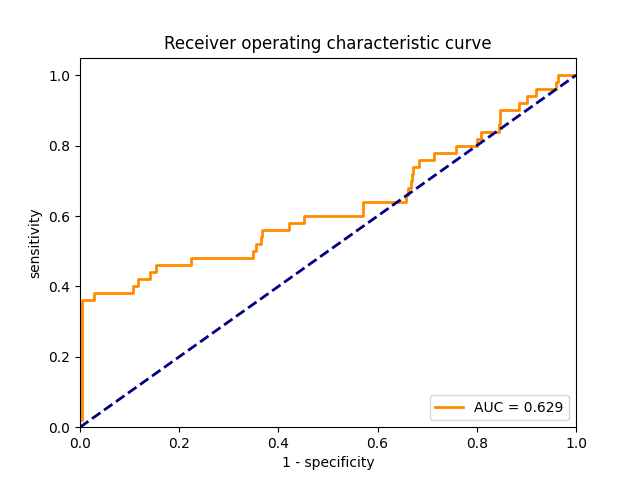 Receiver operating characteristic curve
1.0
0.8
0.6
0.4
0.2
0.0
sensitivity
0.0 0.2 0.4 0.6 0.8 1.0
1 - specificity
AUC = 0.629